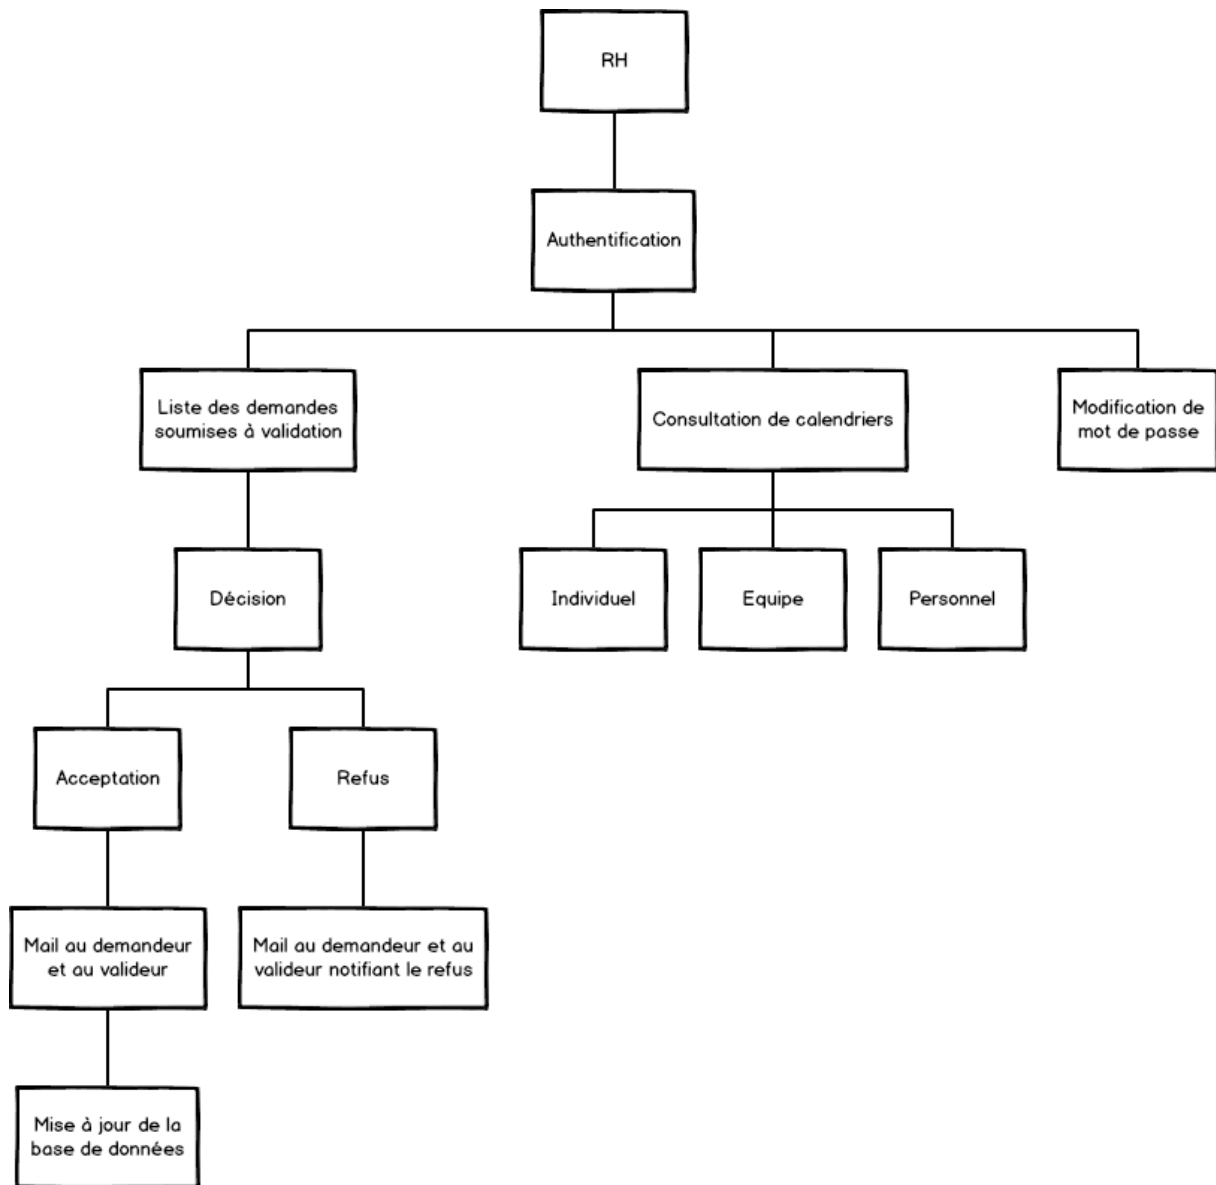 RH
Authentification
Liste des demandes
soumises à validation
Consultation de calendriers
Modification de
mot de passe
Décision
Individuel
Equipe
Personnel
Acceptation
Refus
Mail au demandeur
et au valideur
Mail au demandeur et au
valideur notifiant le refus
Mise à jour de la
base de données